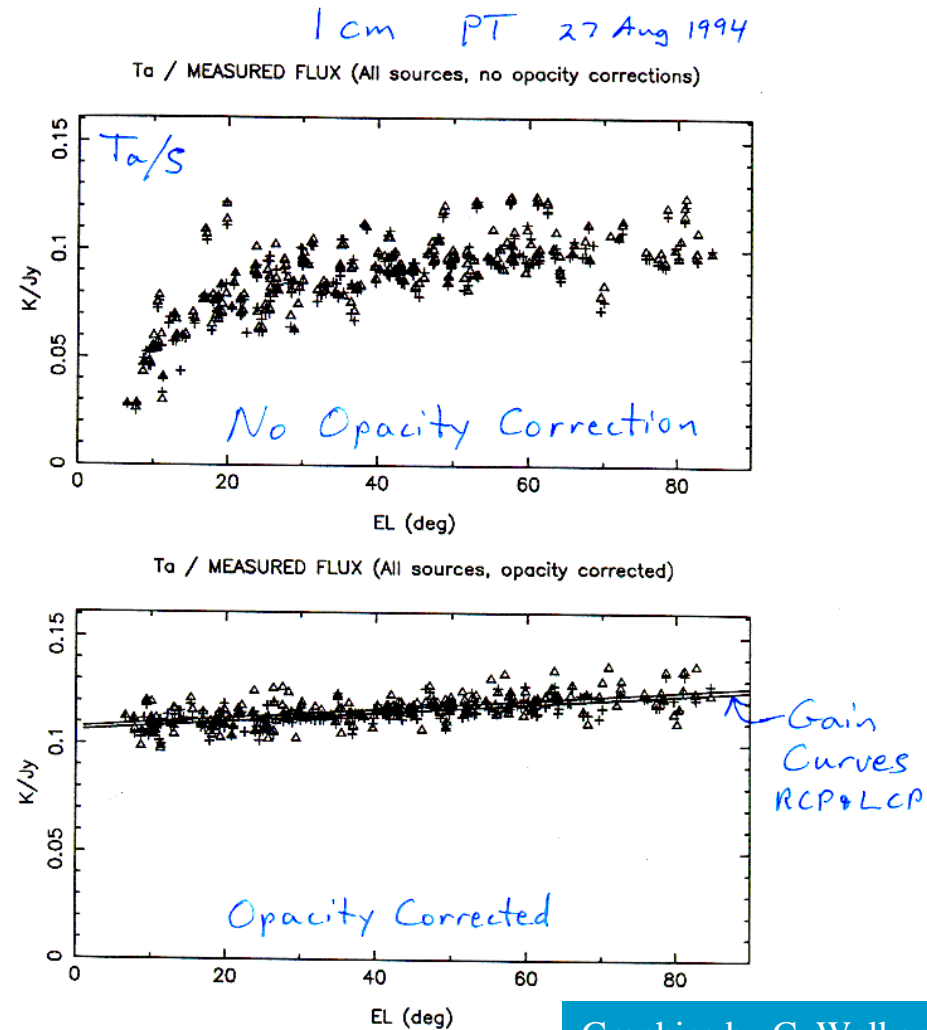 1 cm PT 27 Aug 1994
Ta / MEASURED FLUX (All sources, no opacity corrections)
Ta/S
0.15
0.1
0.05
0
K/Jy
No Opacity Correction
0 20 40 60 80
EL (deg)
Ta / MEASURED FLUX (All sources, opacity corrected)
0.15
0.1
0.05
0
K/Jy
Gain
Curves
RCP & LCP
Opacity Corrected
0 20 40 60 80
EL (deg)